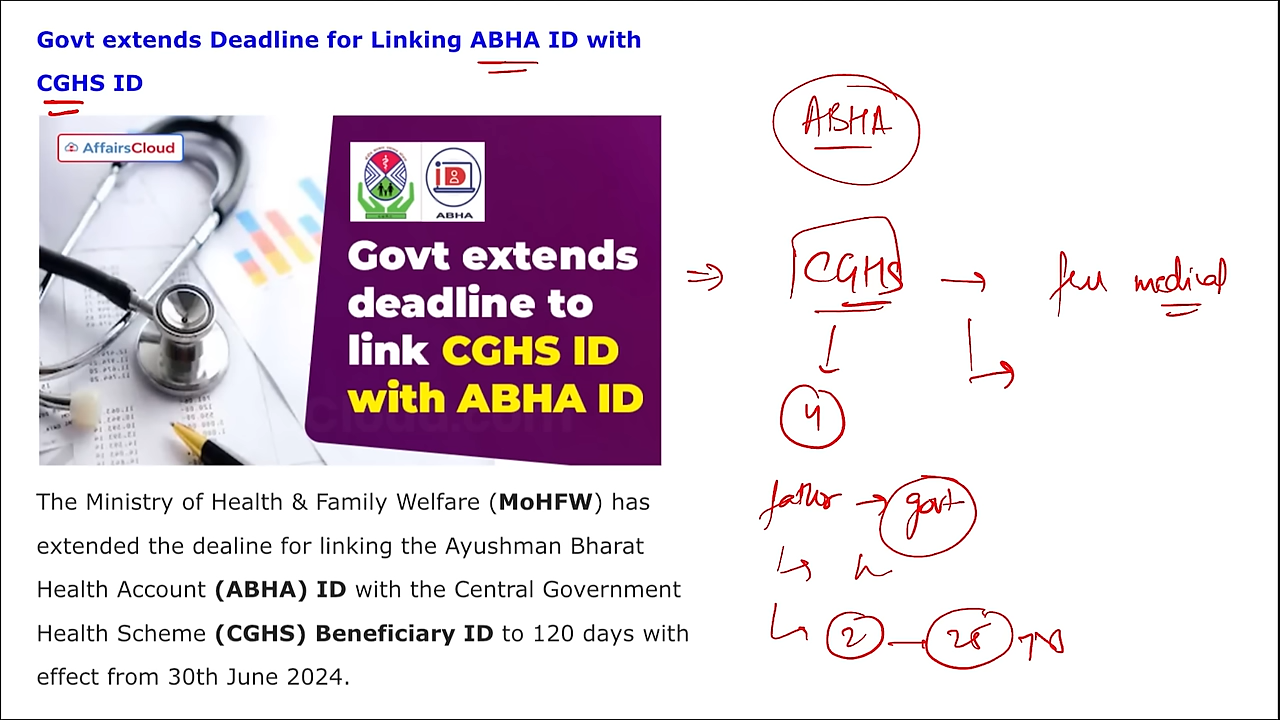 Govt extends Deadline for Linking ABHA ID with
CGHS ID
AffairsCloud
ABHA
Govt extends
deadline to
link CGHS ID
with ABHA ID
The Ministry of Health & Family Welfare (MoHFW) has
extended the dealine for linking the Ayushman Bharat
Health Account (ABHA) ID with the Central Government
Health Scheme (CGHS) Beneficiary ID to 120 days with
effect from 30th June 2024.
ABHA
⇒ CGHS → medical
4
father → govt
2 — 25